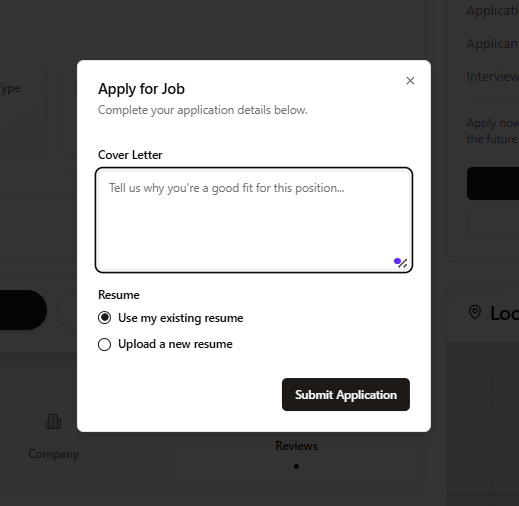 Type
Applicati
Applican
Interview
Apply now
the future
Apply for Job
Complete your application details below.
Cover Letter
Tell us why you're a good fit for this position...
Resume
Use my existing resume
Upload a new resume
Submit Application
Loc
Company
Reviews